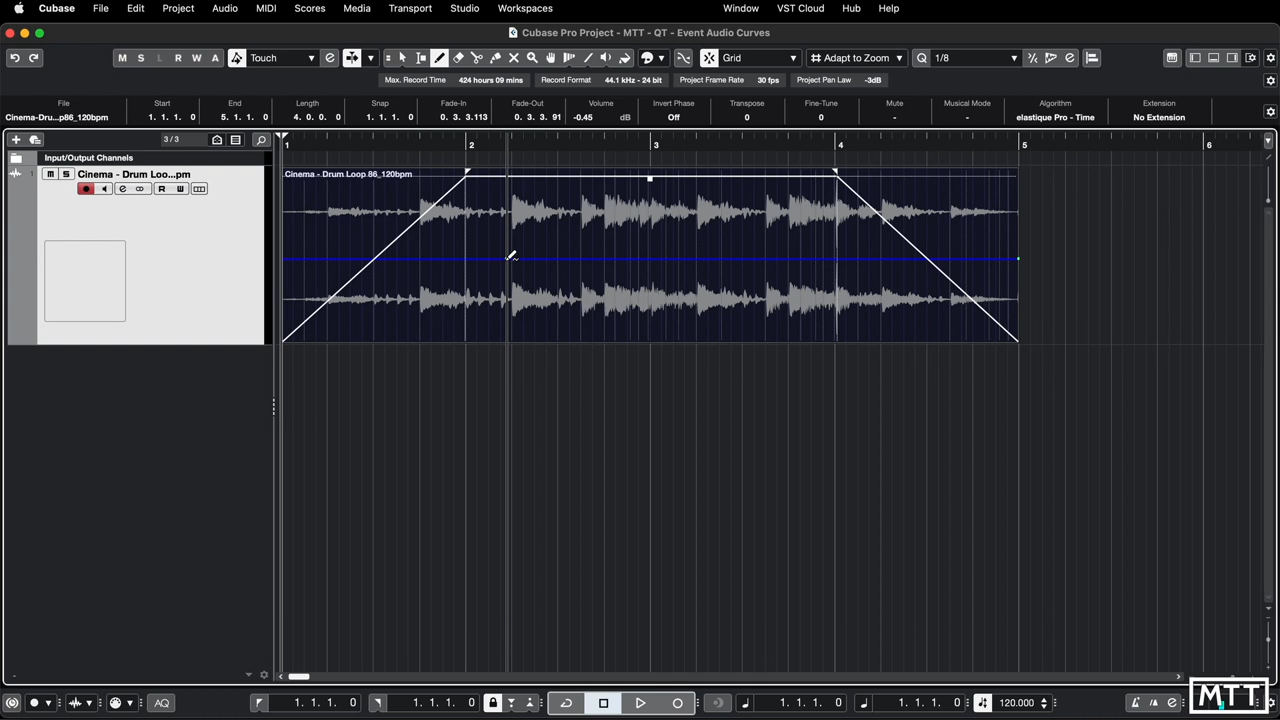 Cubase File Edit Project Audio MIDI Scores Media Transport Studio Workspaces Window VST Cloud Hub Help
Cubase Pro Project - MTT - QT - Event Audio Curves
M S L R W A Touch Grid Adapt to Zoom Q 1/8
Max. Record Time 424 hours 09 mins Record Format 44.1 kHz - 24 bit Project Frame Rate 30 fps Project Pan Law -3dB
File Start End Length Snap Fade-In Fade-Out Volume Invert Phase Transpose Fine-Tune Mute Musical Mode Algorithm Extension
Cinema-Dru....p86_120bpm 1. 1. 1. 0 5. 1. 1. 0 4. 0. 0. 0 1. 1. 1. 0 0. 3. 3.113 0. 3. 3. 91 -0.45 dB Off 0 0 - - elastique Pro - Time No Extension
3/3 1 2 3 4 5 6
Input/Output Channels
1 M S Cinema - Drum Loo...pm
Cinema - Drum Loop 86_120bpm
R W
AQ 1. 1. 1. 0 1. 1. 1. 0 1. 1. 1. 0 1. 1. 1. 0 120.000
MTT